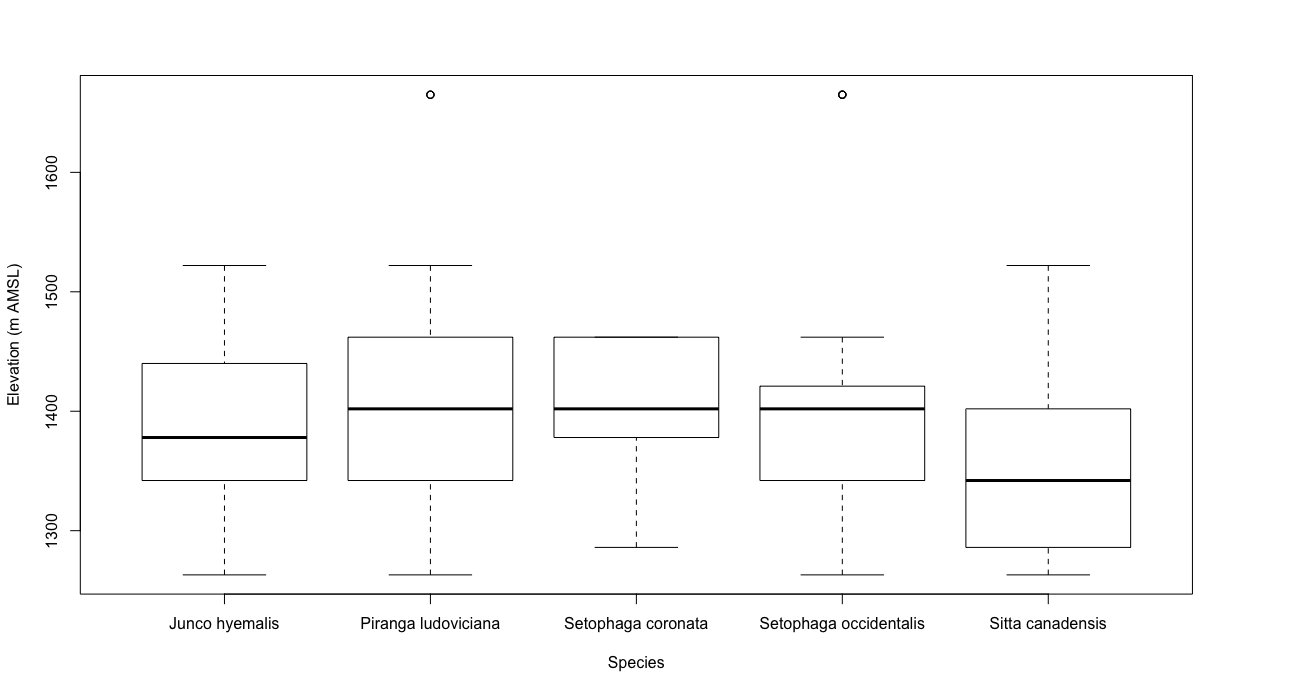 Elevation (m AMSL)
1600
1500
1400
1300
Junco hyemalis Piranga ludoviciana Setophaga coronata Setophaga occidentalis Sitta canadensis
Species